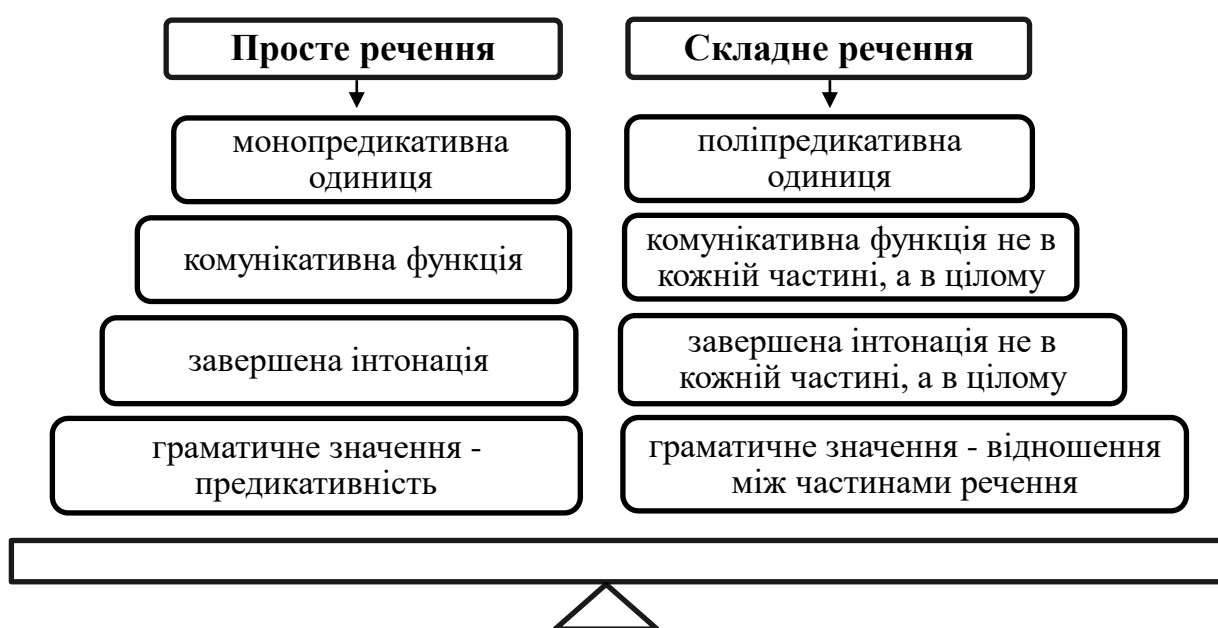 Просте речення
монопредикативна
одиниця
комунікативна функція
завершена інтонація
граматичне значення -
предикативність
Складне речення
поліпредикативна
одиниця
комунікативна функція не в
кожній частині, а в цілому
завершена інтонація не в
кожній частині, а в цілому
граматичне значення - відношення
між частинами речення